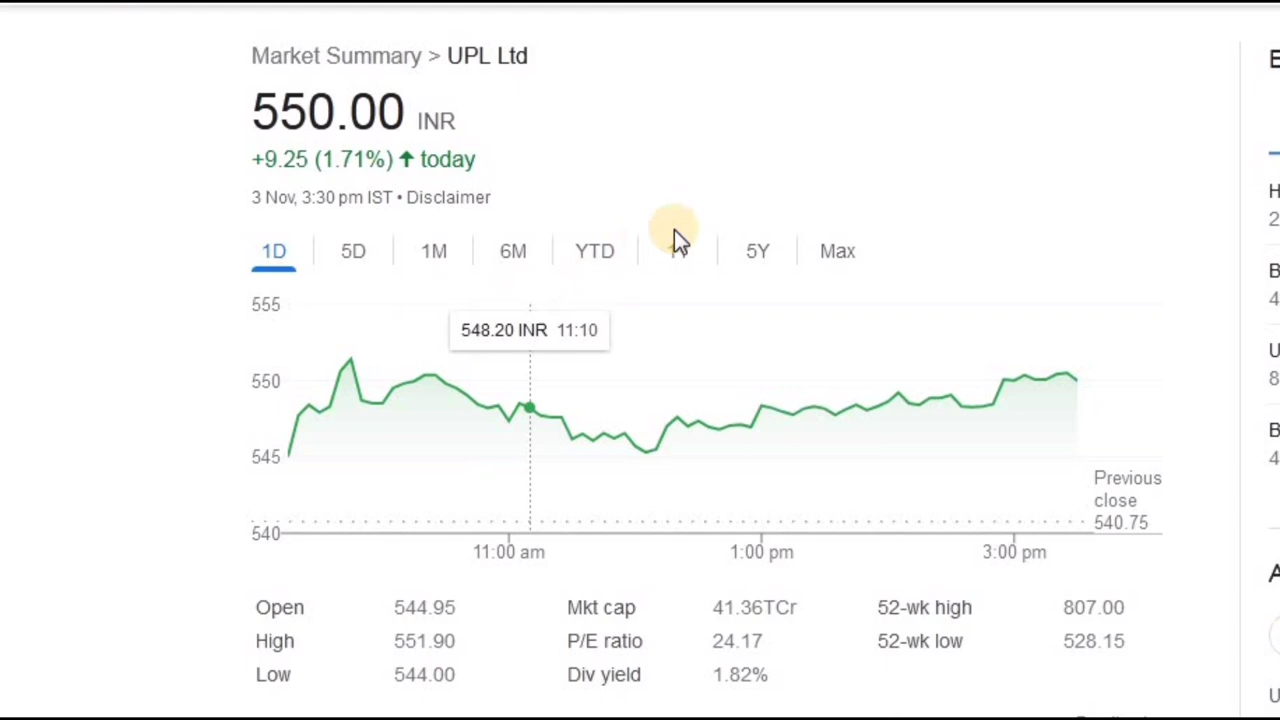 Market Summary > UPL Ltd
550.00 INR
+9.25 (1.71%) ↑ today
3 Nov, 3:30 pm IST • Disclaimer
1D 5D 1M 6M YTD 5Y Max
555
548.20 INR 11:10
550
545
Previous
close
540.75
540
11:00 am 1:00 pm 3:00 pm
Open 544.95 Mkt cap 41.36TCr 52-wk high 807.00
High 551.90 P/E ratio 24.17 52-wk low 528.15
Low 544.00 Div yield 1.82%